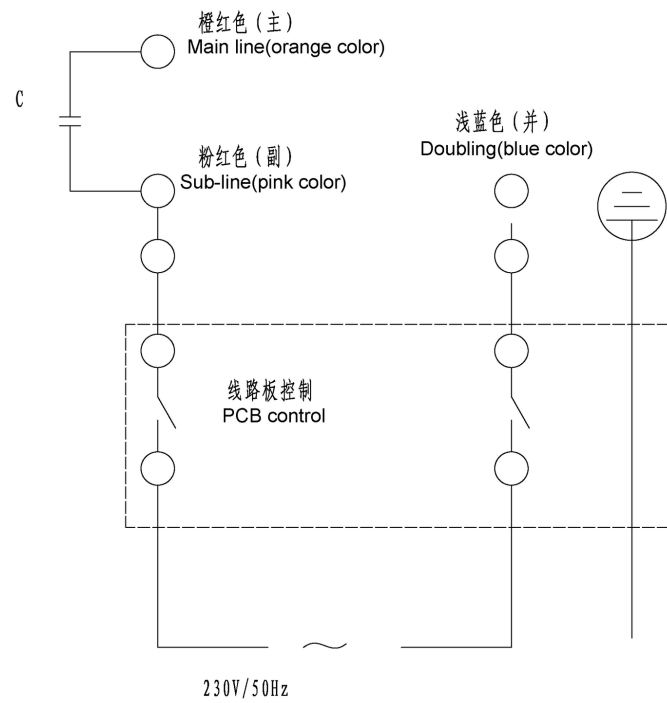 橙红色（主）
Main line(orange color)
C
浅蓝色（并）
Doubling(blue color)
粉红色（副）
Sub-line(pink color)
线路板控制
PCB control
230V/50Hz